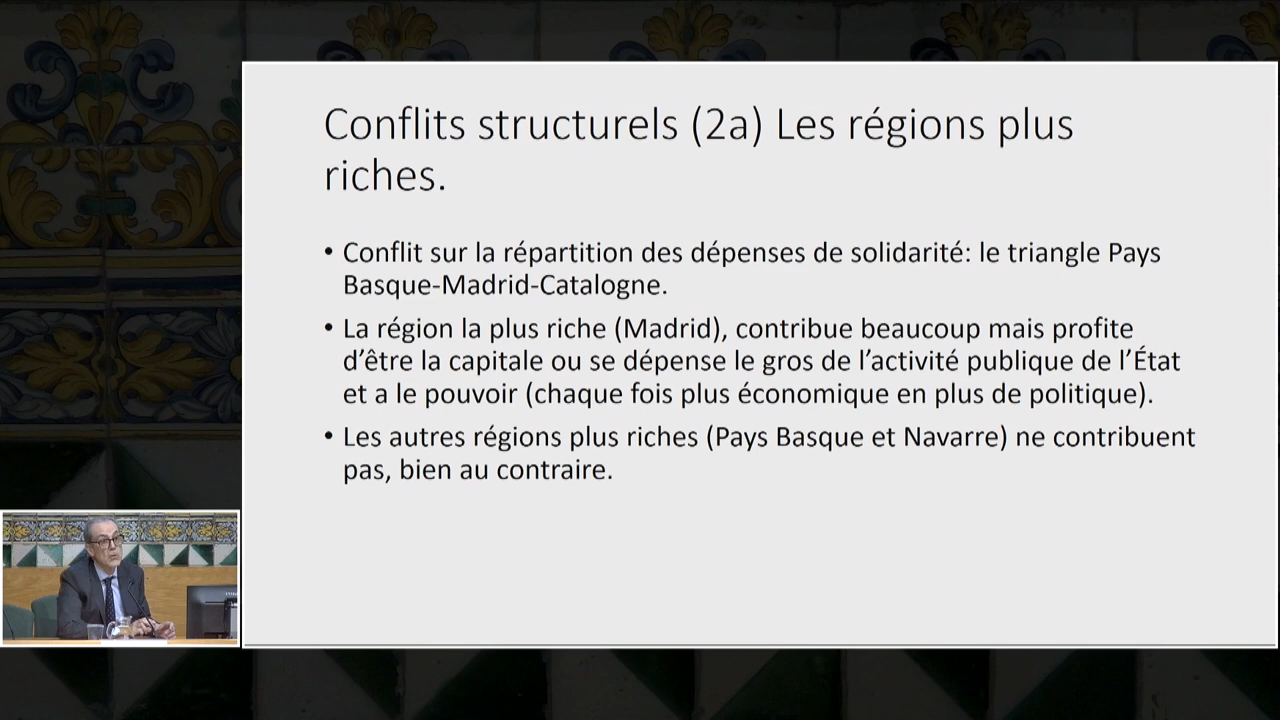 Conflits structurels (2a) Les régions plus
riches.
• Conflit sur la répartition des dépenses de solidarité: le triangle Pays
Basque-Madrid-Catalogne.
• La région la plus riche (Madrid), contribue beaucoup mais profite
d’être la capitale ou se dépense le gros de l’activité publique de l’État
et a le pouvoir (chaque fois plus économique en plus de politique).
• Les autres régions plus riches (Pays Basque et Navarre) ne contribuent
pas, bien au contraire.